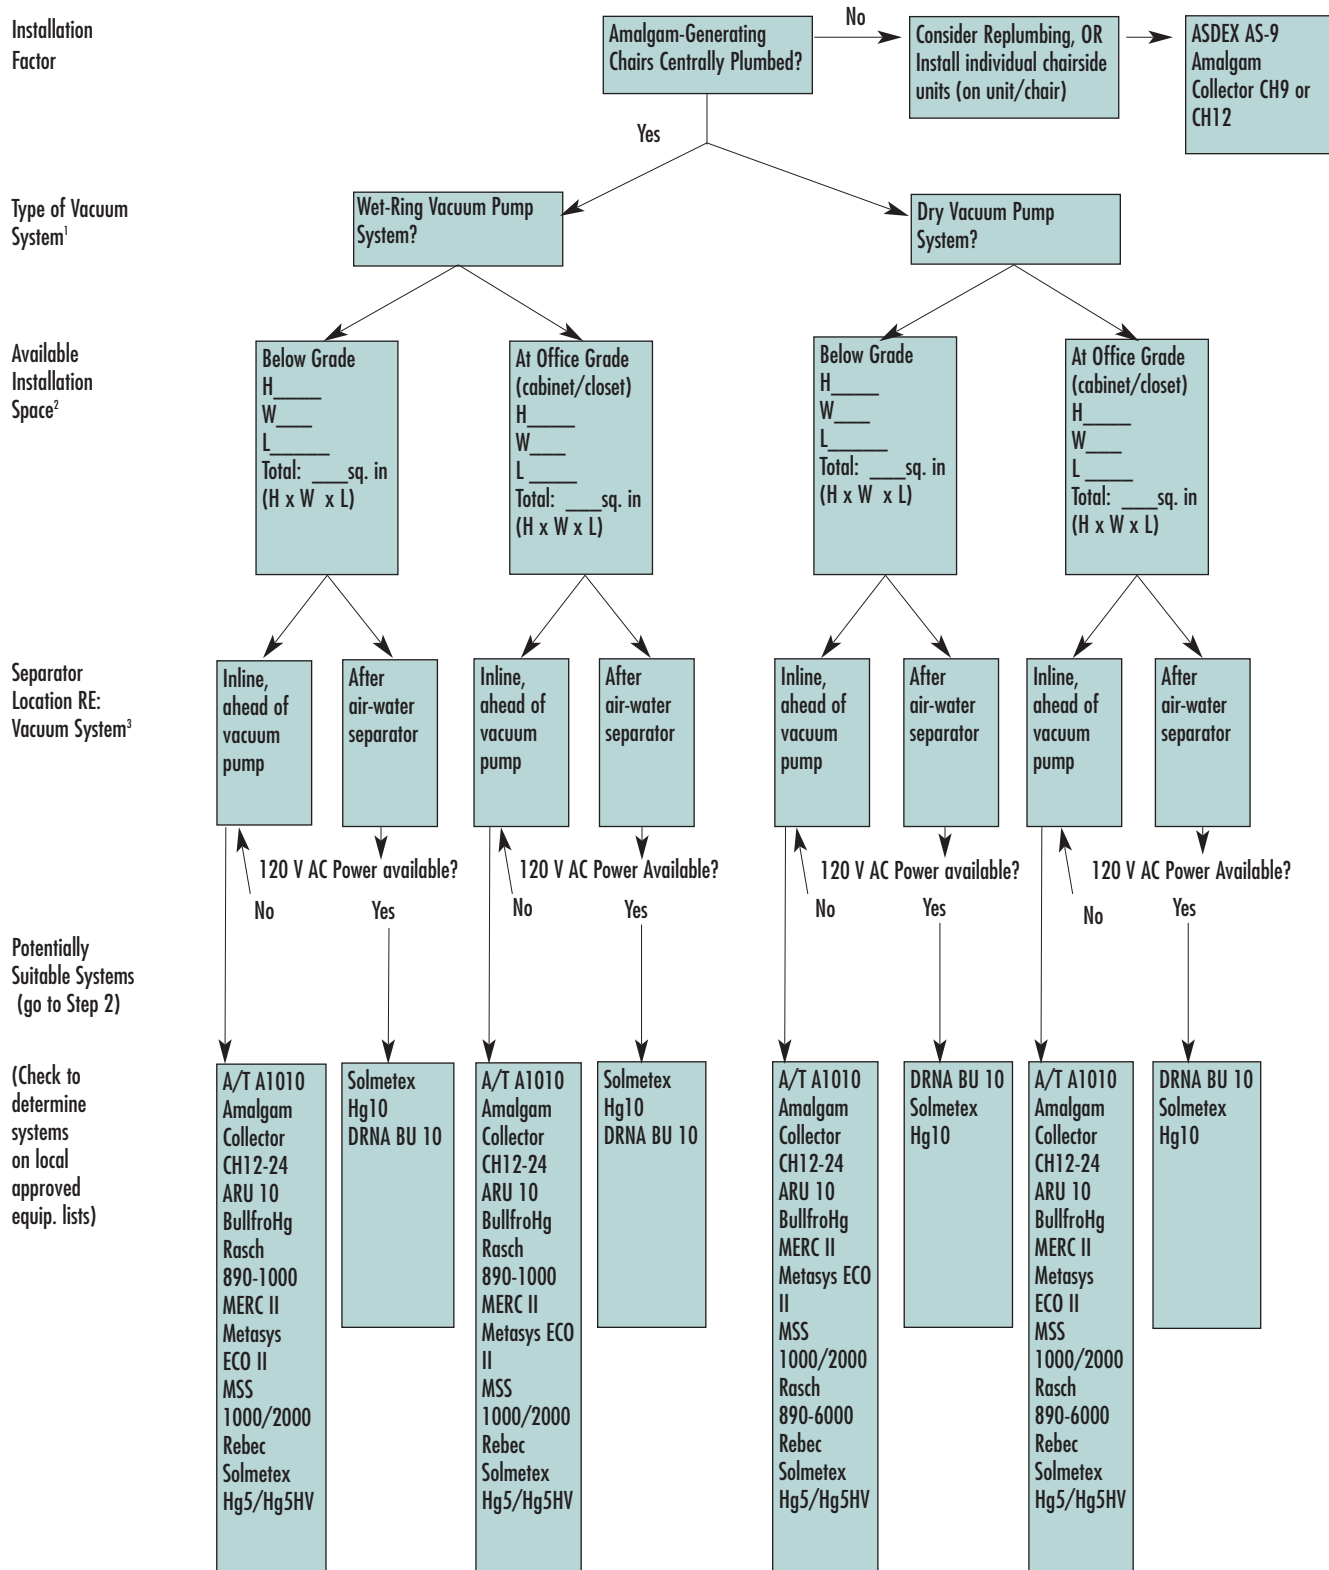 Installation
Factor
Amalgam-Generating
Chairs Centrally Plumbed?
No
Consider Replumbing, OR
Install individual chairside
units (on unit/chair)
ASDEX AS-9
Amalgam
Collector CH9 or
CH12
Yes
Type of Vacuum
System1
Wet-Ring Vacuum Pump
System?
Dry Vacuum Pump
System?
Available
Installation
Space2
Below Grade
H_____
W____
L______
Total: ____sq. in
(H x W x L)
At Office Grade
(cabinet/closet)
H_____
W____
L _____
Total: ____sq. in
(H x W x L)
Below Grade
H_____
W____
L______
Total: ____sq. in
(H x W x L)
At Office Grade
(cabinet/closet)
H_____
W____
L _____
Total: ____sq. in
(H x W x L)
Separator
Location RE:
Vacuum System3
Inline,
ahead of
vacuum
pump
After
air-water
separator
Inline,
ahead of
vacuum
pump
After
air-water
separator
Inline,
ahead of
vacuum
pump
After
air-water
separator
Inline,
ahead of
vacuum
pump
After
air-water
separator
120 V AC Power available?
120 V AC Power Available?
120 V AC Power available?
120 V AC Power Available?
No
Yes
No
Yes
No
Yes
No
Yes
Potentially
Suitable Systems
(go to Step 2)
(Check to
determine
systems
on local
approved
equip. lists)
A/T A1010
Amalgam
Collector
CH12-24
ARU 10
BullfroHg
Rasch
890-1000
MERC II
Metasys
ECO II
MSS
1000/2000
Rebec
Solmetex
Hg5/Hg5HV
Solmetex
Hg10
DRNA BU 10
A/T A1010
Amalgam
Collector
CH12-24
ARU 10
BullfroHg
Rasch
890-1000
MERC II
Metasys ECO
II
MSS
1000/2000
Rebec
Solmetex
Hg5/Hg5HV
Solmetex
Hg10
DRNA BU 10
A/T A1010
Amalgam
Collector
CH12-24
ARU 10
BullfroHg
MERC II
Metasys ECO
II
MSS
1000/2000
Rasch
890-6000
Rebec
Solmetex
Hg5/Hg5HV
DRNA BU 10
Solmetex
Hg10
A/T A1010
Amalgam
Collector
CH12-24
ARU 10
BullfroHg
MERC II
Metasys
ECO II
MSS
1000/2000
Rasch
890-6000
Rebec
Solmetex
Hg5/Hg5HV
DRNA BU 10
Solmetex
Hg10